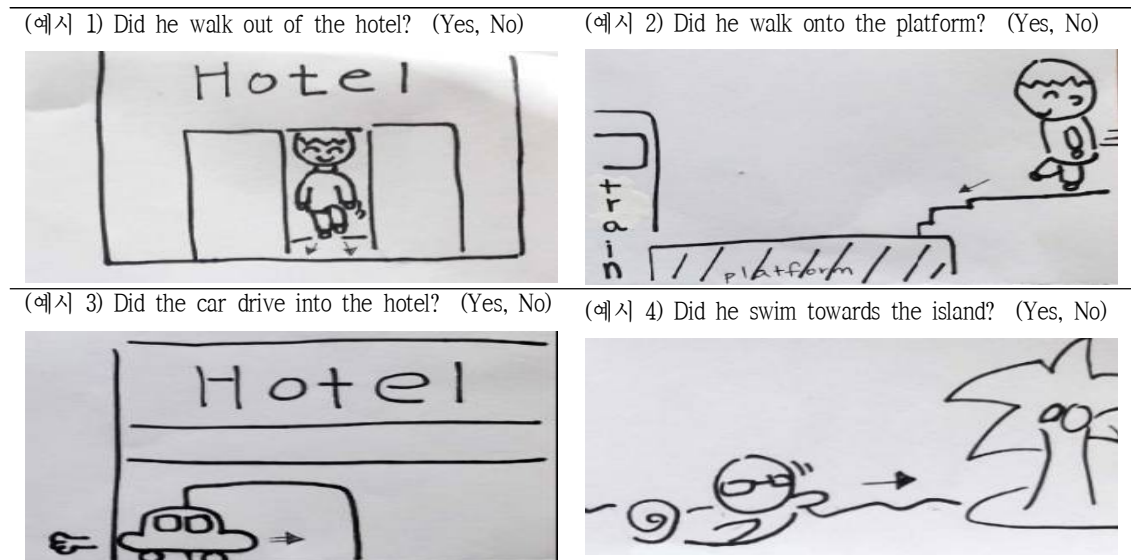 (예시 1) Did he walk out of the hotel? (Yes, No)
(예시 2) Did he walk onto the platform? (Yes, No)
Hotel
train
platform
(예시 3) Did the car drive into the hotel? (Yes, No)
(예시 4) Did he swim towards the island? (Yes, No)
Hotel